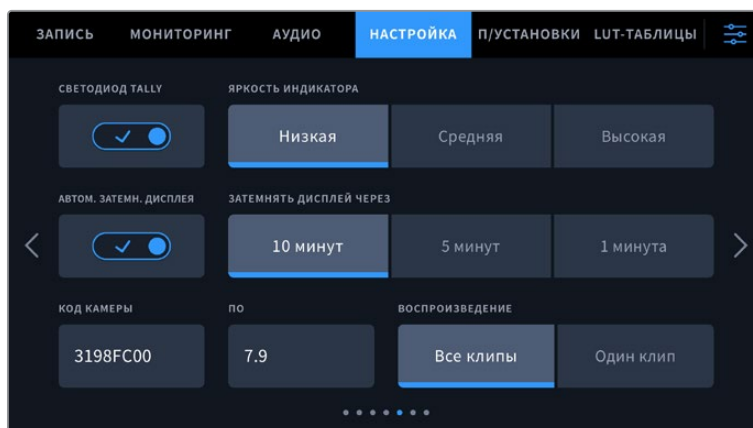 ЗАПИСЬ МОНИТОРИНГ АУДИО НАСТРОЙКА П/УСТАНОВКИ LUT-ТАБЛИЦЫ
СВЕТОДИОД TALLY ЯРКОСТЬ ИНДИКАТОРА
Низкая Средняя Высокая
АВТОМ. ЗАТЕМН. ДИСПЛЕЯ ЗАТЕМНЯТЬ ДИСПЛЕЙ ЧЕРЕЗ
10 минут 5 минут 1 минута
КОД КАМЕРЫ ПО ВОСПРОИЗВЕДЕНИЕ
3198FC00 7.9 Все клипы Один клип